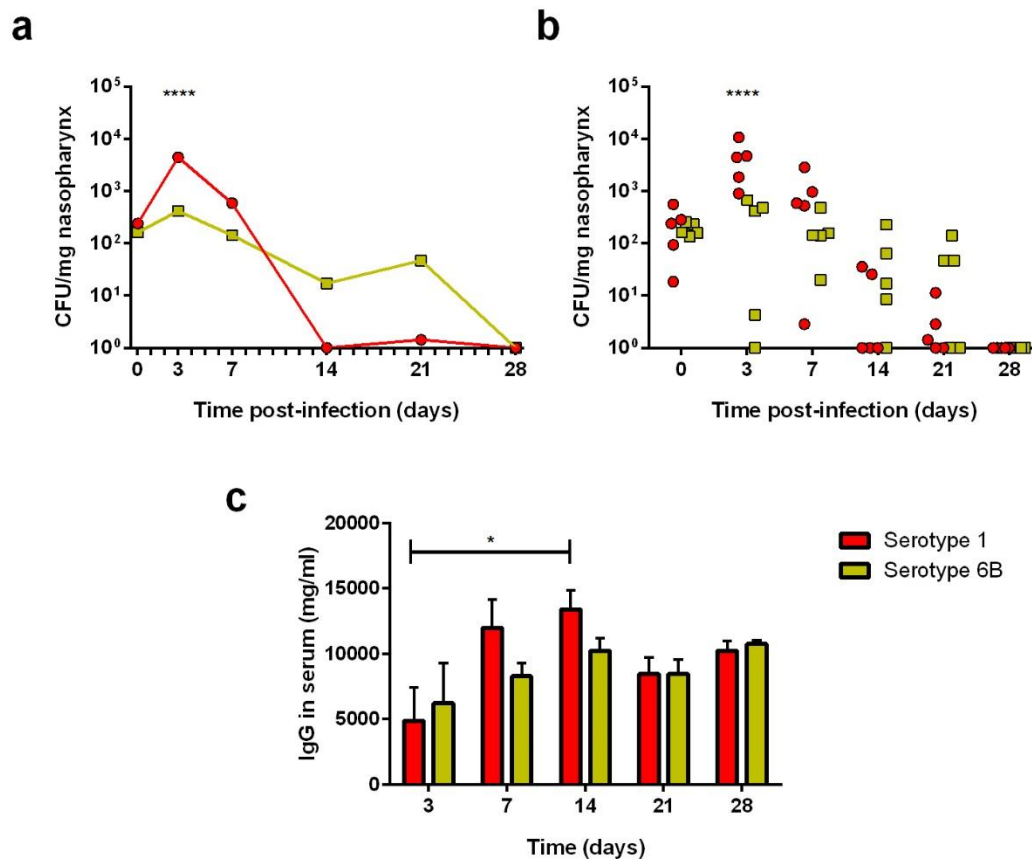 a
10⁵
10⁴
10³
10²
10¹
10⁰
CFU/mg nasopharynx
****
0 3 7 14 21 28
Time post-infection (days)
b
10⁵
10⁴
10³
10²
10¹
10⁰
CFU/mg nasopharynx
****
0 3 7 14 21 28
Time post-infection (days)
c
20000
15000
10000
5000
0
IgG in serum (mg/ml)
*
3 7 14 21 28
Time (days)
Serotype 1
Serotype 6B